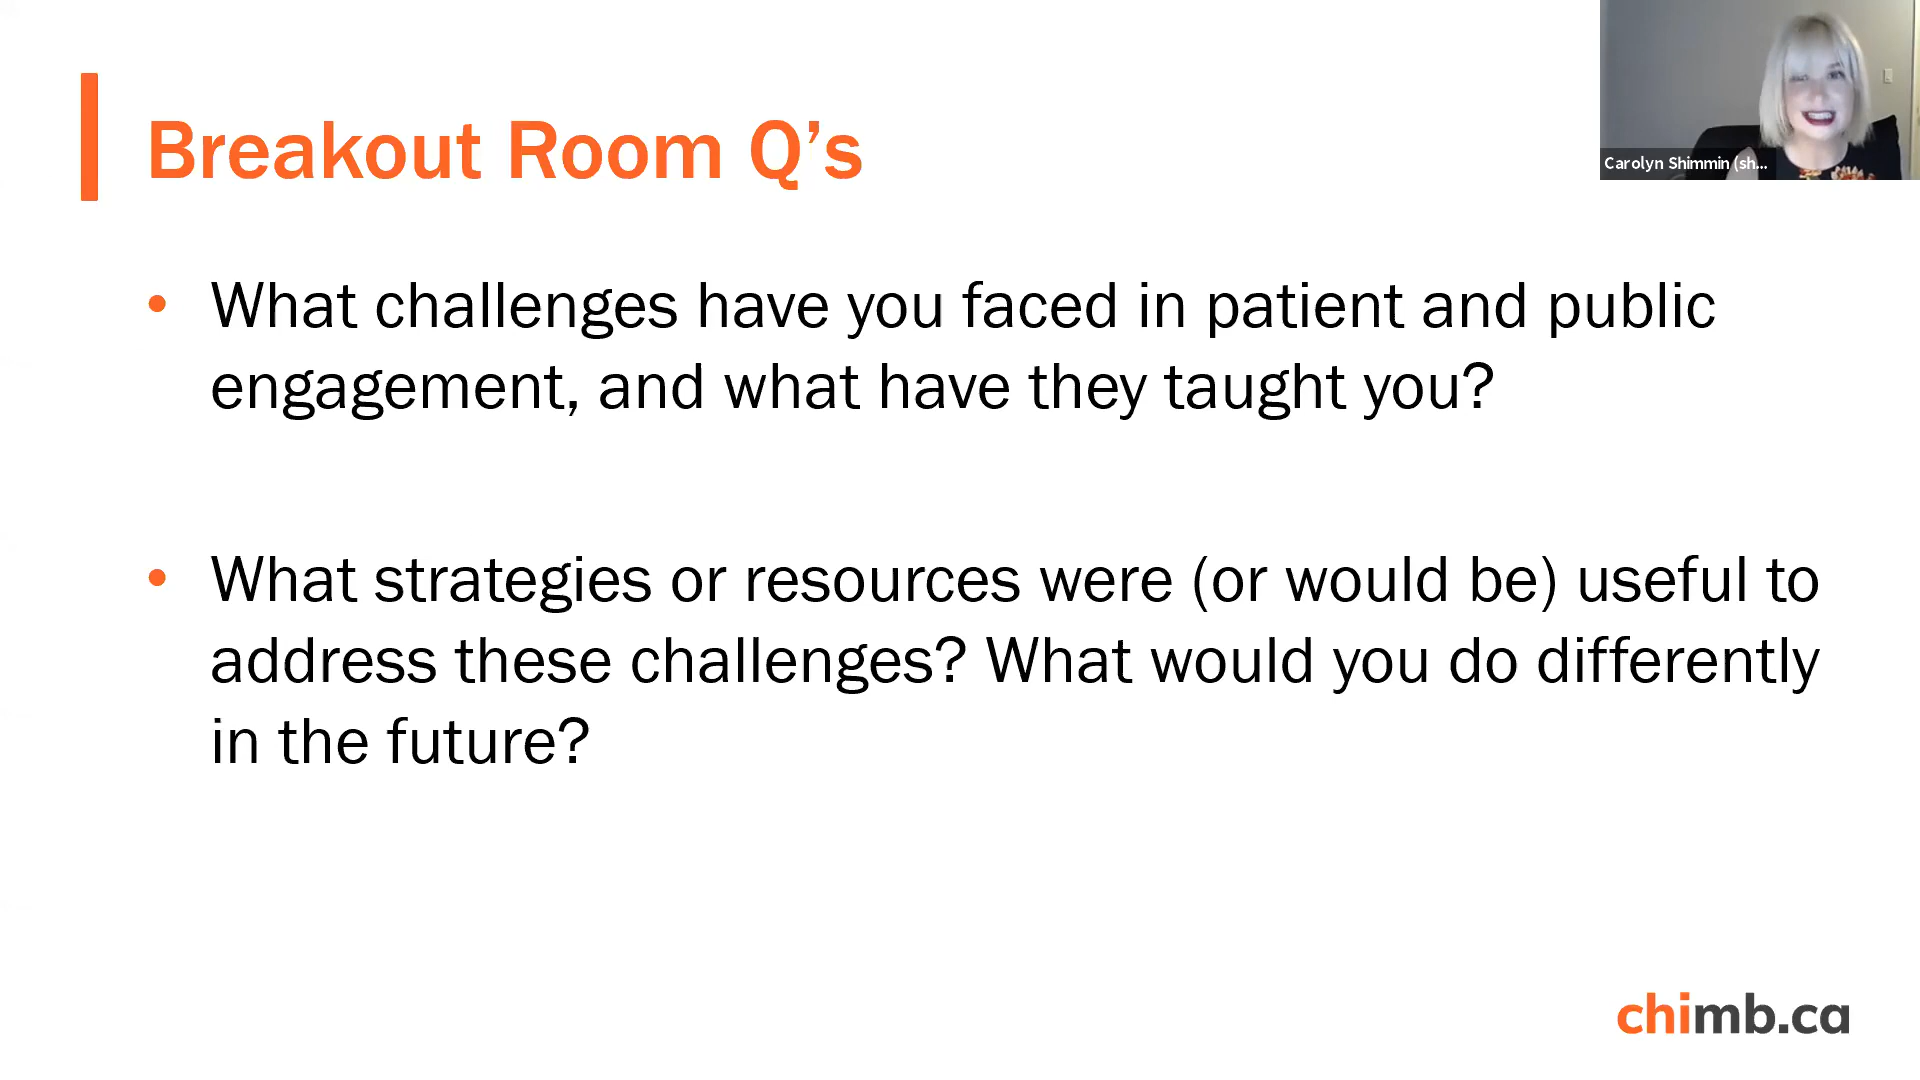 Breakout Room Q’s
Carolyn Shimmin (sh...
• What challenges have you faced in patient and public
engagement, and what have they taught you?
• What strategies or resources were (or would be) useful to
address these challenges? What would you do differently
in the future?
chimb.ca